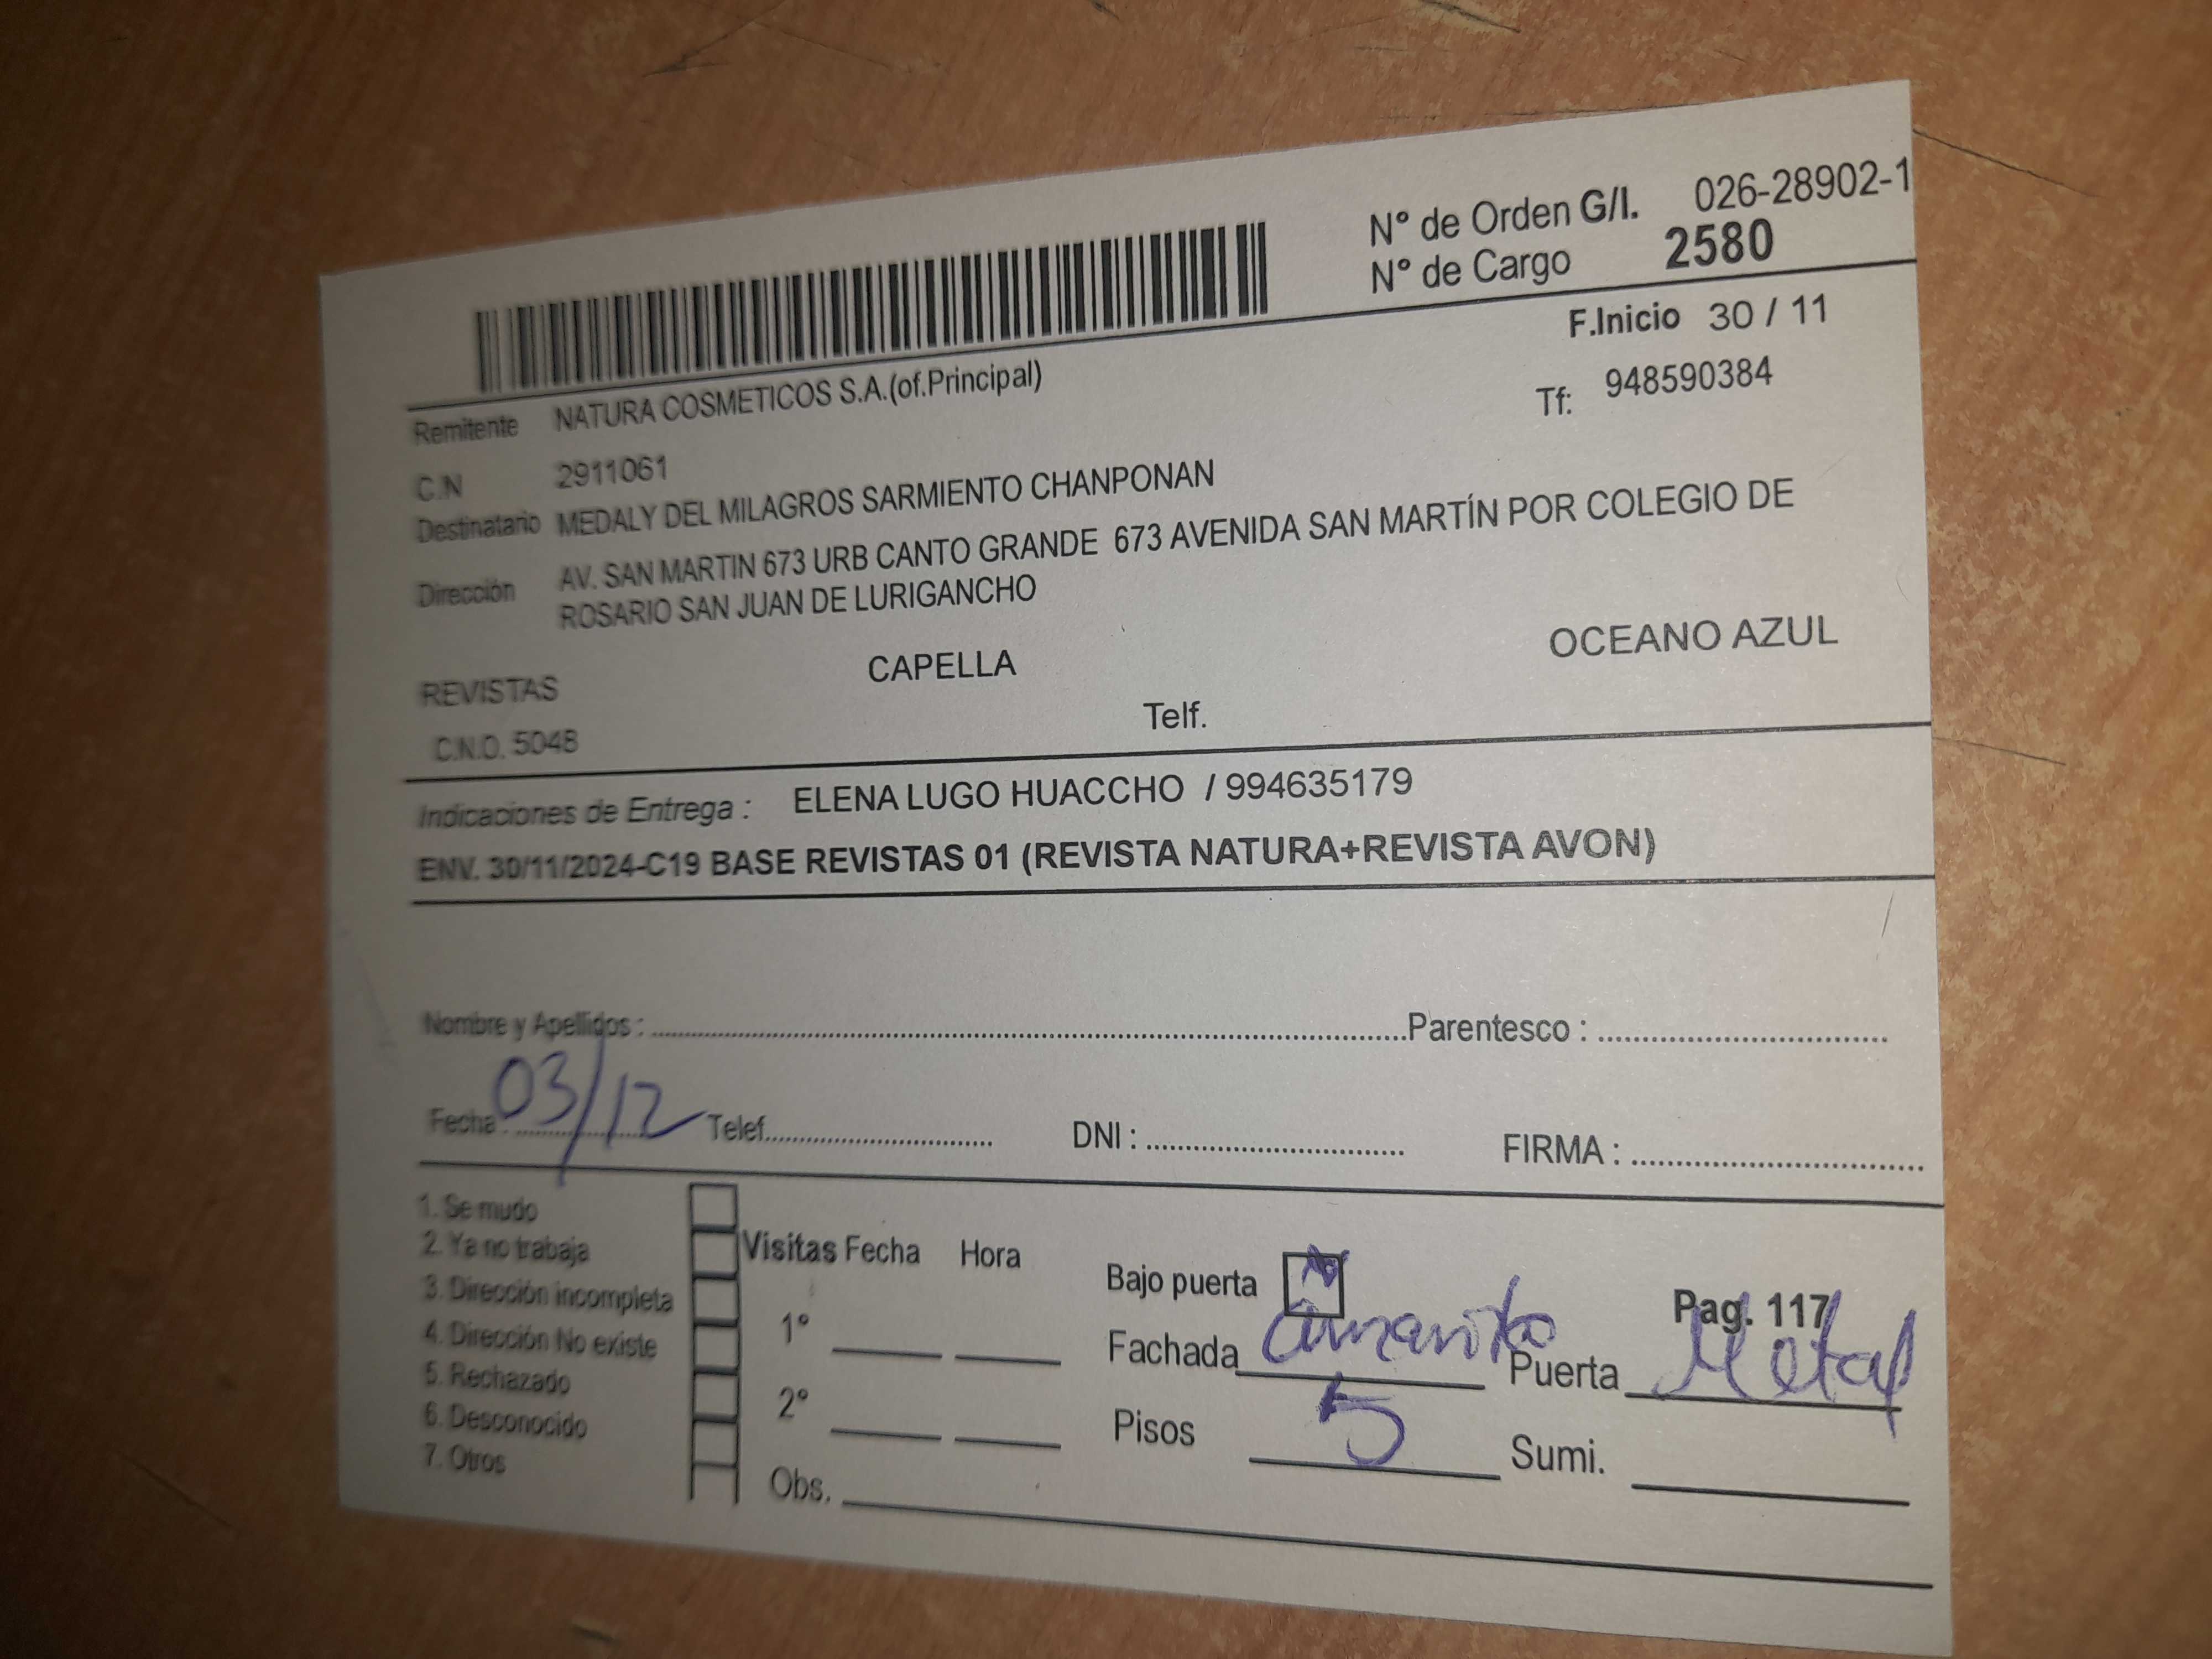 N° de Orden G/I. 026-28902-1
N° de Cargo 2580
F.Inicio 30 / 11
Remitente NATURA COSMETICOS S.A.(of.Principal)
Tf: 948590384
C.N 2911061
Destinatario MEDALY DEL MILAGROS SARMIENTO CHANPONAN
Dirección AV. SAN MARTIN 673 URB CANTO GRANDE 673 AVENIDA SAN MARTÍN POR COLEGIO DE
ROSARIO SAN JUAN DE LURIGANCHO
REVISTAS CAPELLA OCEANO AZUL
C.N.O. 5048 Telf.
Indicaciones de Entrega : ELENA LUGO HUACCHO / 994635179
ENV. 30/11/2024-C19 BASE REVISTAS 01 (REVISTA NATURA+REVISTA AVON)
Nombre y Apellidos : Parentesco :
Fecha : 03/12 Telef. DNI : FIRMA :
1. Se mudo
2. Ya no trabaja
3. Dirección incompleta
4. Dirección No existe
5. Rechazado
6. Desconocido
7. Otros
Visitas Fecha Hora
1°
2°
Obs.
Bajo puerta
Pag. 117
Fachada amarillo Puerta Metal
Pisos 5 Sumi.